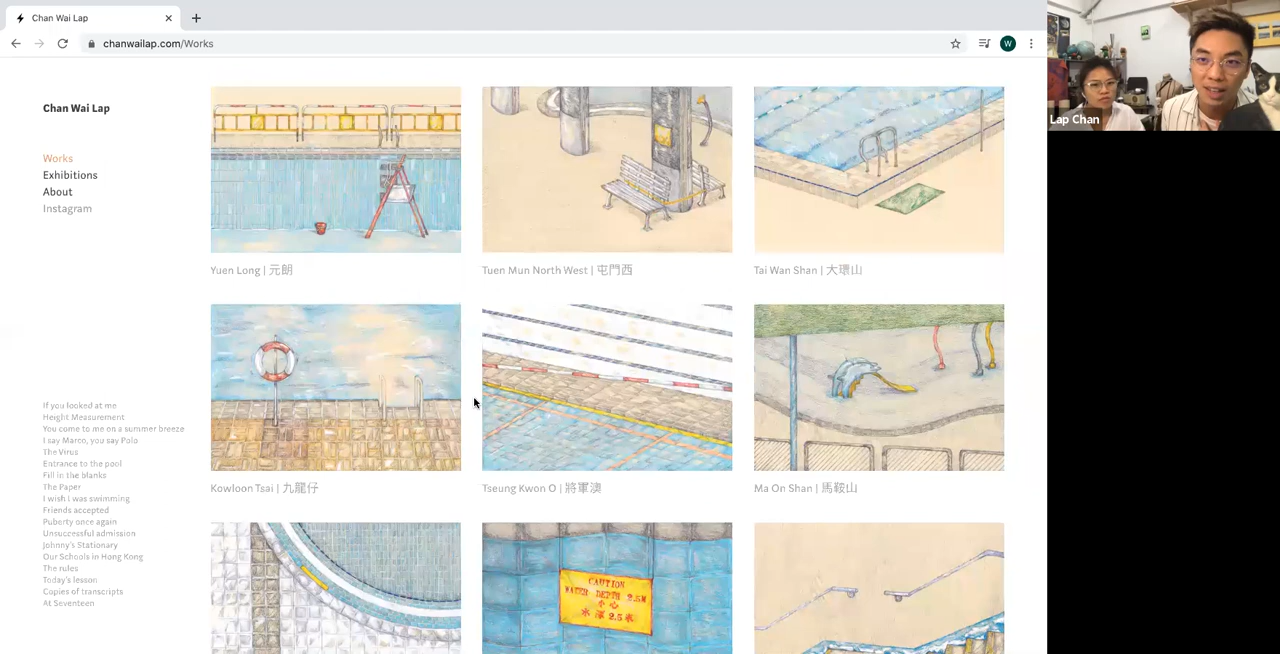 Chan Wai Lap
chanwailap.com/Works
W
Lap Chan
Chan Wai Lap
Works
Exhibitions
About
Instagram
Yuen Long | 元朗
Tuen Mun North West | 屯門西
Tai Wan Shan | 大環山
Kowloon Tsai | 九龍仔
Tseung Kwon O | 將軍澳
Ma On Shan | 馬鞍山
If you looked at me
Height Measurement
You come to me on a summer breeze
I say Marco, you say Polo
The Virus
Entrance to the pool
Fill in the blanks
The Paper
I wish I was swimming
Friends accepted
Puberty once again
Unsuccessful admission
Johnny's Stationary
Our Schools in Hong Kong
The rules
Today's lesson
Copies of transcripts
At Seventeen
CAUTION
WATER DEPTH 2.5M
小心
水深 2.5米